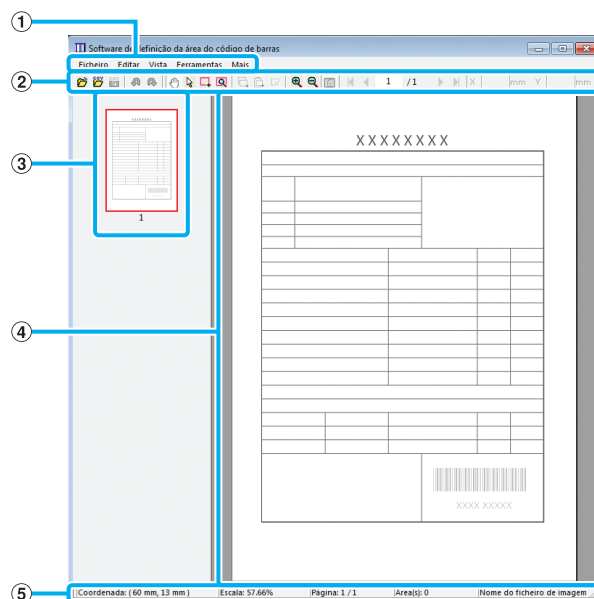 1
Software de definição da área do código de barras
Ficheiro Editar Vista Ferramentas Mais
2
1 /1 X mm Y mm
XXXXXXXX
3
1
4
XXXX XXXXX
5
Coordenada: ( 60 mm, 13 mm ) Escala: 57.66% Página: 1 / 1 Área(s): 0 Nome do ficheiro de imagem